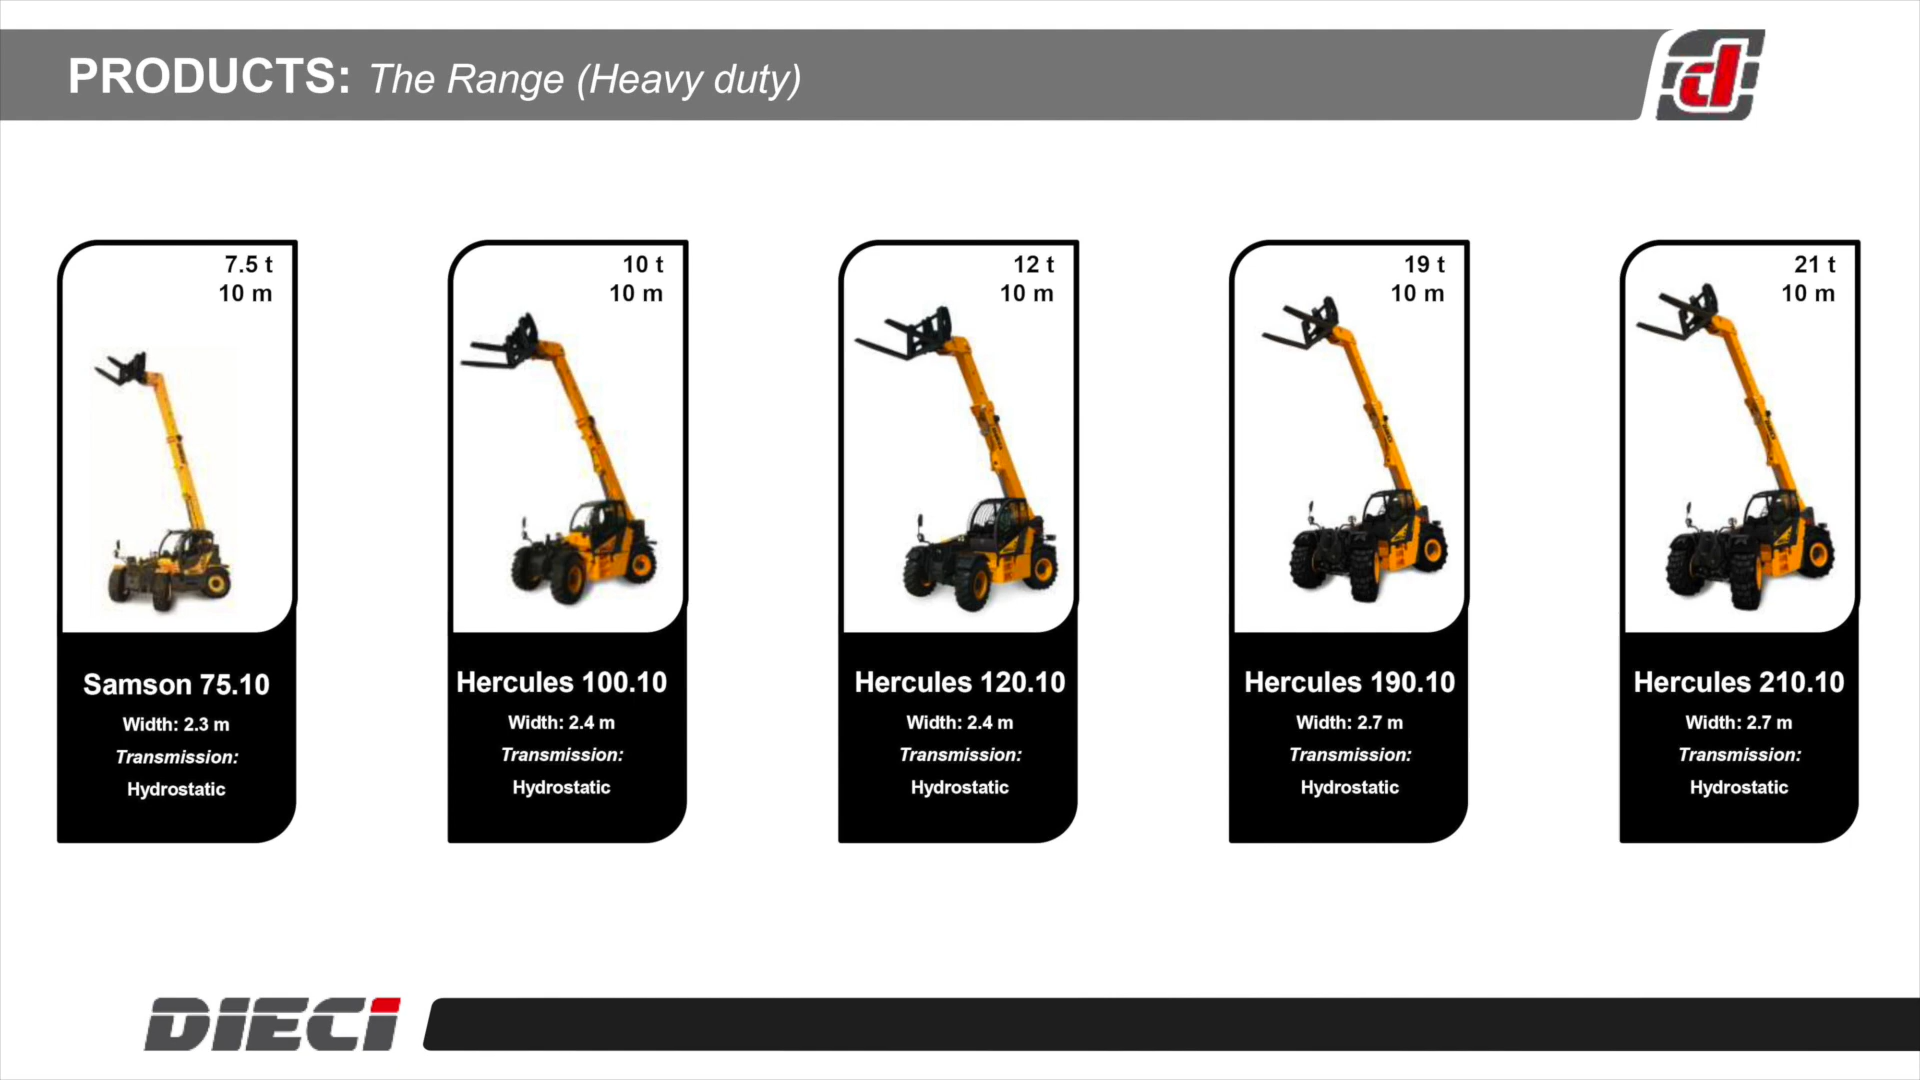 PRODUCTS: The Range (Heavy duty)
7.5 t
10 m
Samson 75.10
Width: 2.3 m
Transmission:
Hydrostatic
10 t
10 m
Hercules 100.10
Width: 2.4 m
Transmission:
Hydrostatic
12 t
10 m
Hercules 120.10
Width: 2.4 m
Transmission:
Hydrostatic
19 t
10 m
Hercules 190.10
Width: 2.7 m
Transmission:
Hydrostatic
21 t
10 m
Hercules 210.10
Width: 2.7 m
Transmission:
Hydrostatic
DIECI